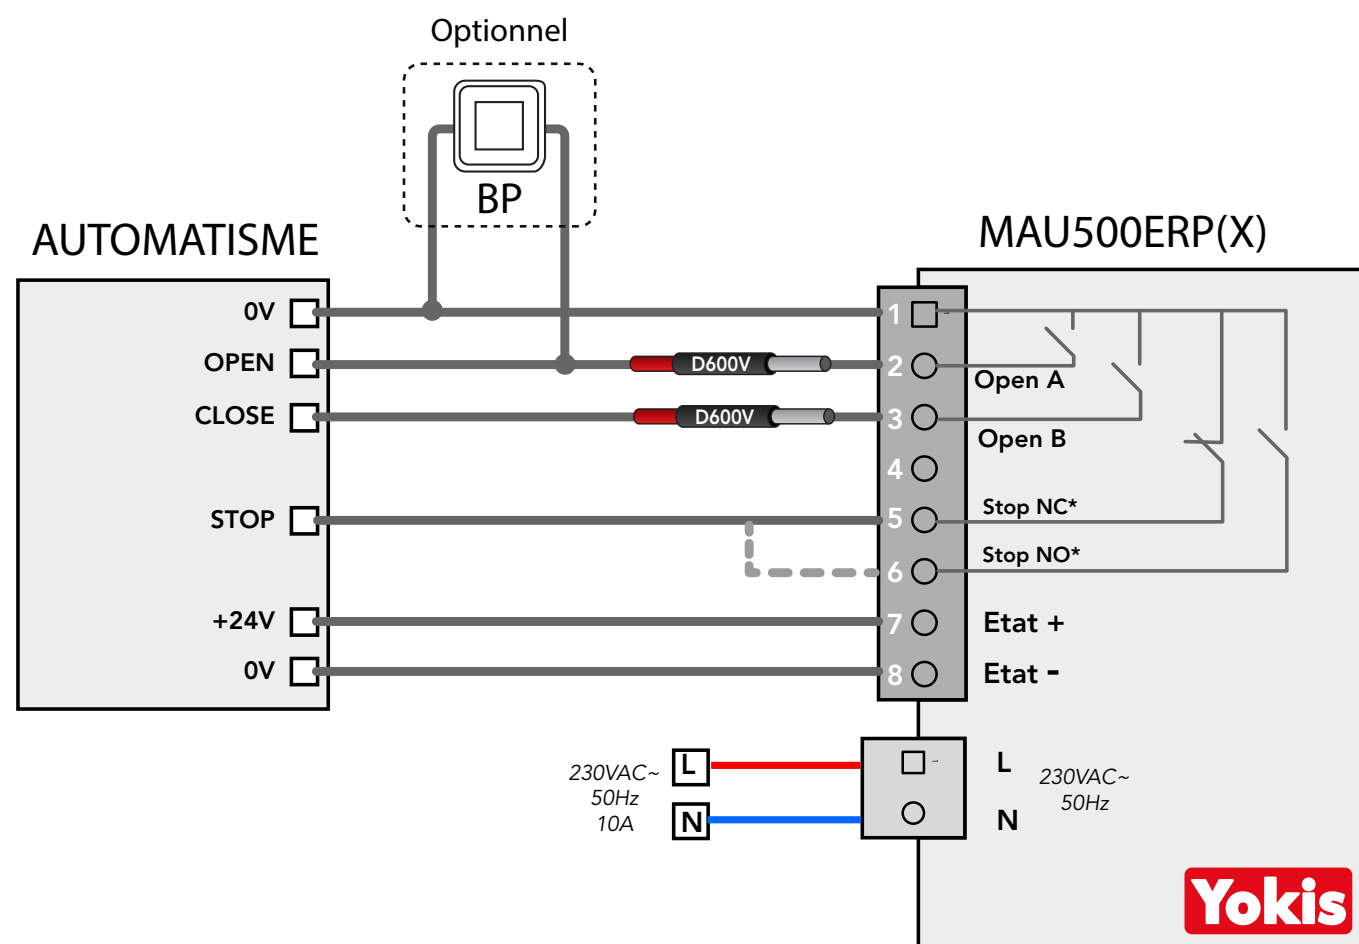 Optionnel
BP
AUTOMATISME
MAU500ERP(X)
0V
OPEN
CLOSE
STOP
+24V
0V
D600V
D600V
1
2
3
4
5
6
7
8
Open A
Open B
Stop NC*
Stop NO*
Etat +
Etat -
230VAC~
50Hz
10A
L
N
L
N
230VAC~
50Hz
Yokis